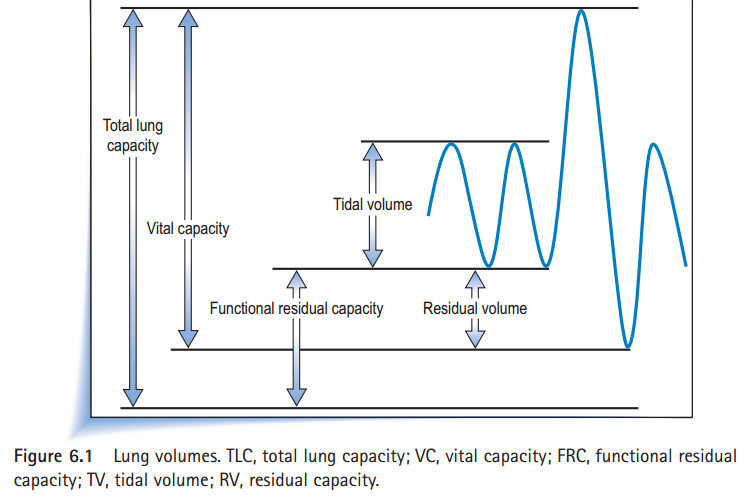 Total lung
capacity
Tidal volume
Vital capacity
Functional residual capacity
Residual volume
Figure 6.1 Lung volumes. TLC, total lung capacity; VC, vital capacity; FRC, functional residual
capacity; TV, tidal volume; RV, residual capacity.